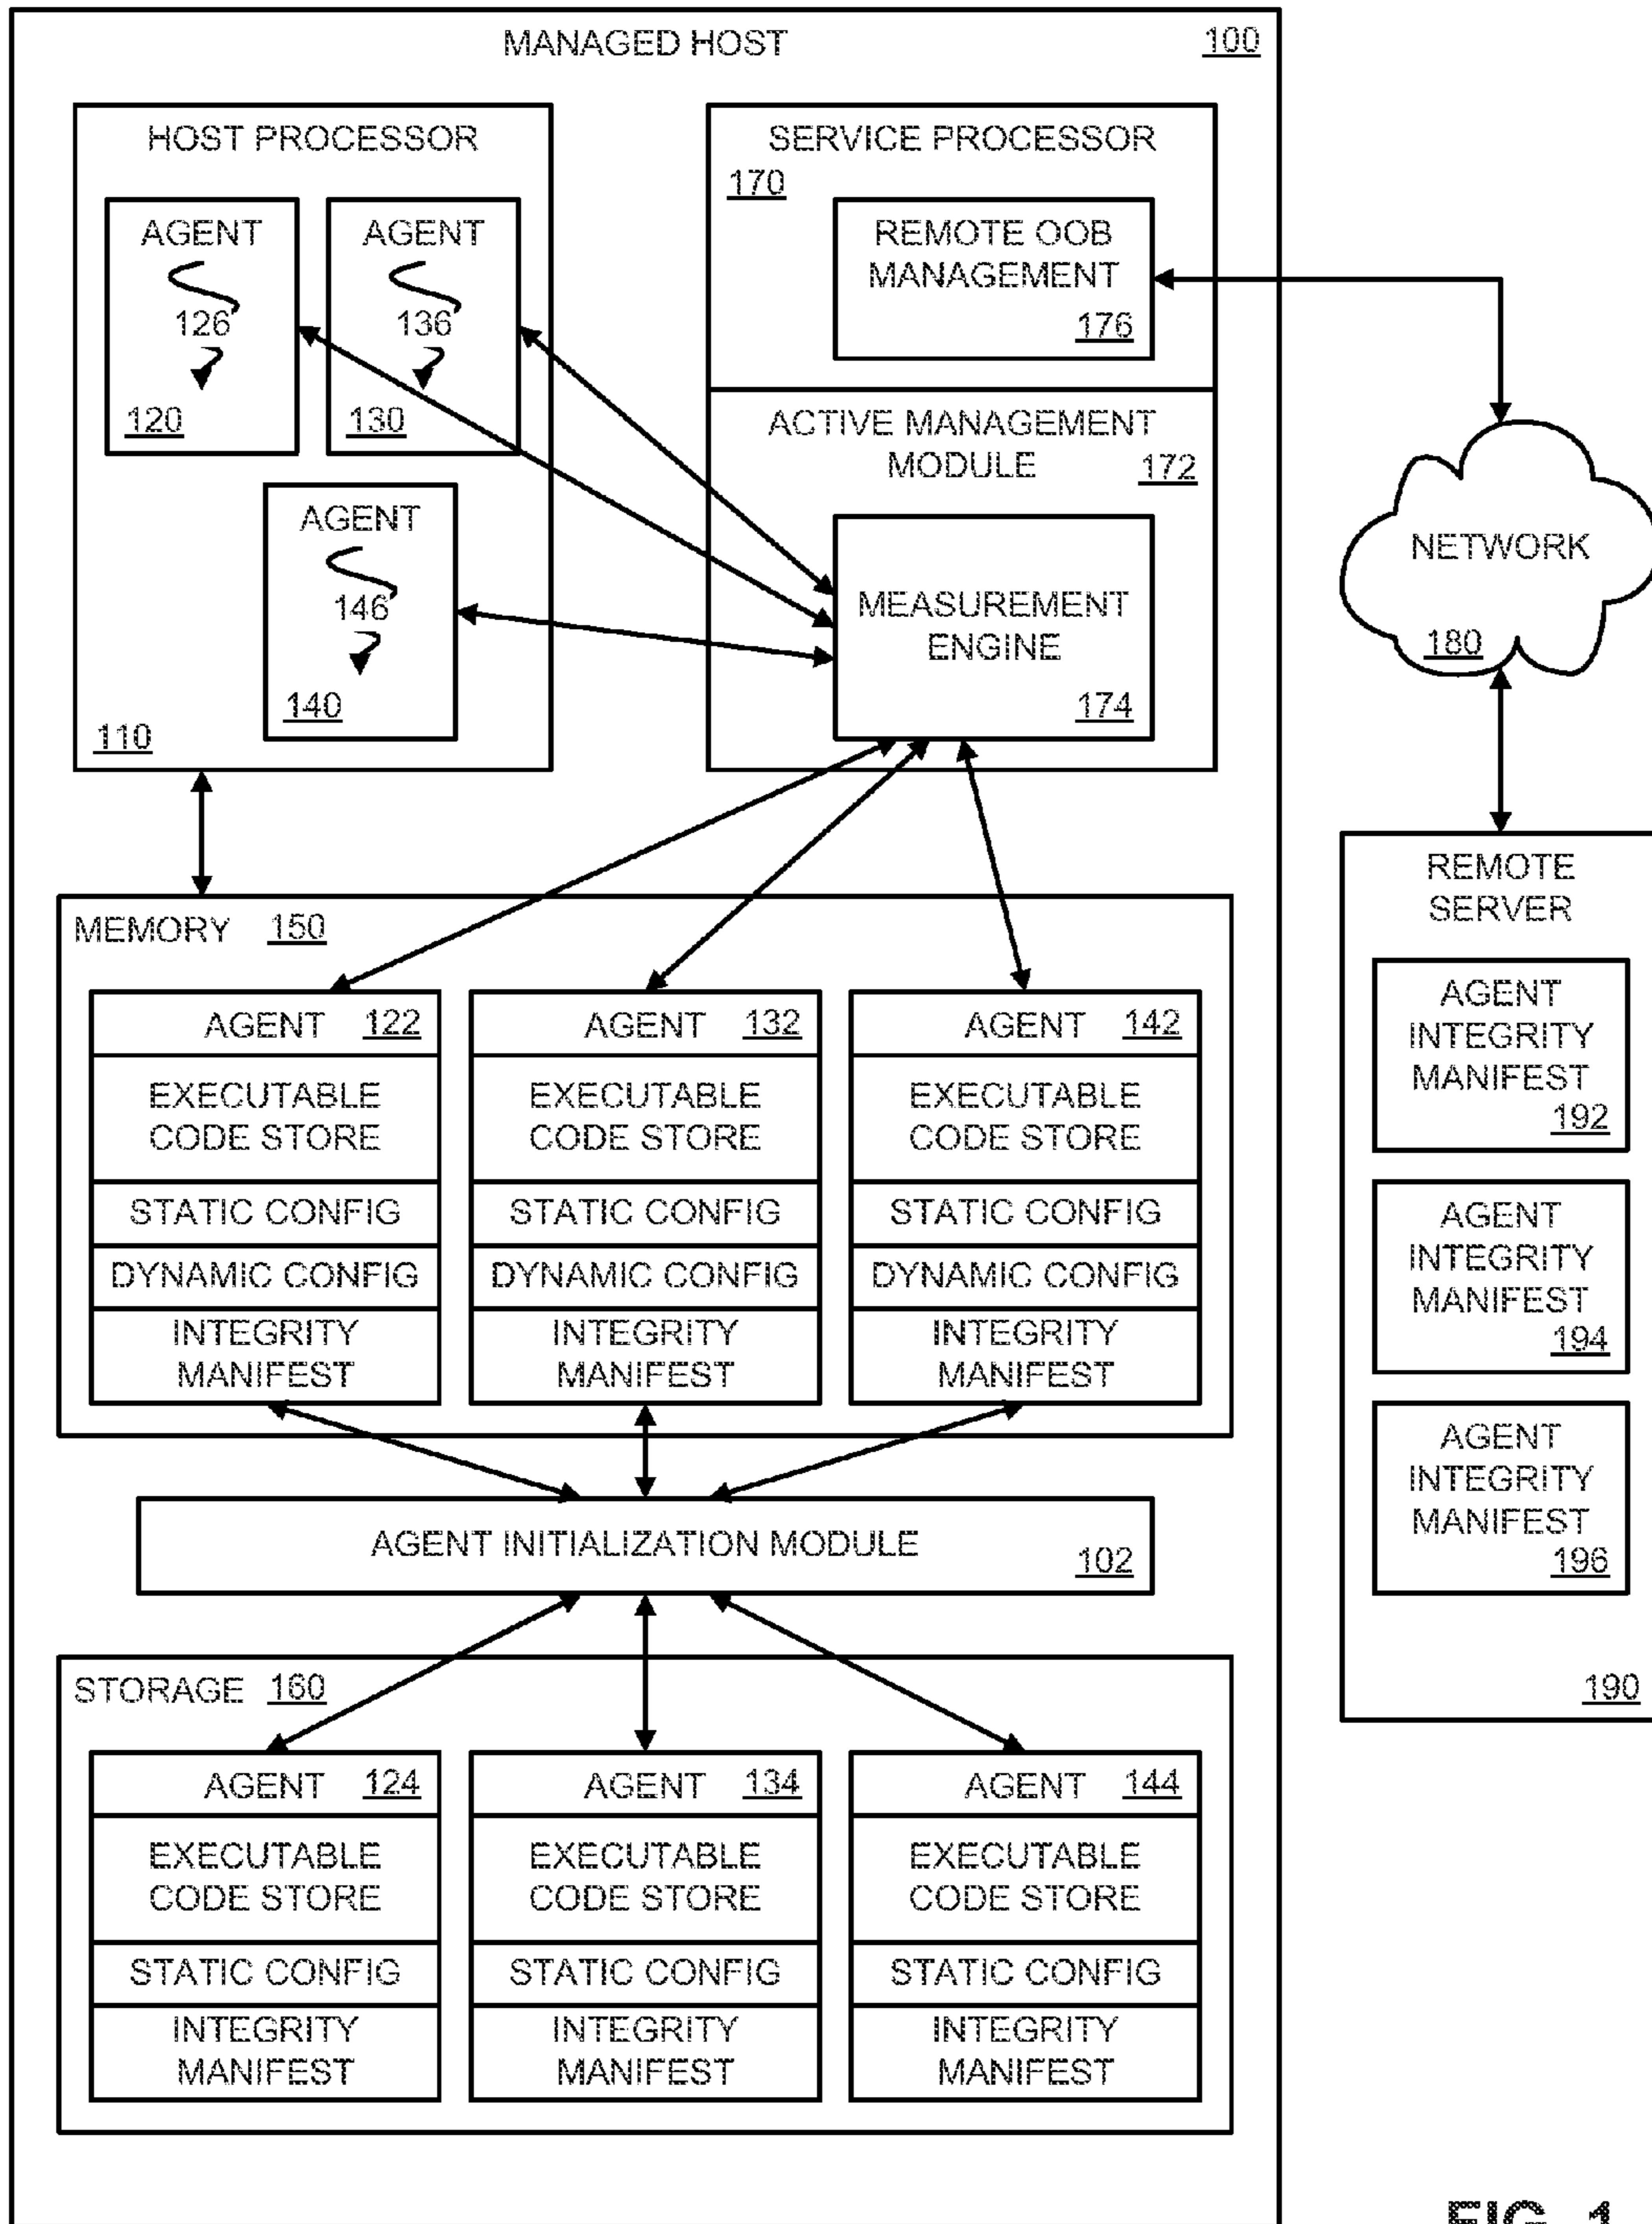 MANAGED HOST
100
HOST PROCESSOR
AGENT
126
120
AGENT
136
130
AGENT
146
140
110
SERVICE PROCESSOR
170
REMOTE OOB
MANAGEMENT
176
ACTIVE MANAGEMENT
MODULE
172
MEASUREMENT
ENGINE
174
NETWORK
180
REMOTE
SERVER
AGENT
INTEGRITY
MANIFEST
192
AGENT
INTEGRITY
MANIFEST
194
AGENT
INTEGRITY
MANIFEST
196
190
MEMORY 150
AGENT 122
EXECUTABLE
CODE STORE
STATIC CONFIG
DYNAMIC CONFIG
INTEGRITY
MANIFEST
AGENT 132
EXECUTABLE
CODE STORE
STATIC CONFIG
DYNAMIC CONFIG
INTEGRITY
MANIFEST
AGENT 142
EXECUTABLE
CODE STORE
STATIC CONFIG
DYNAMIC CONFIG
INTEGRITY
MANIFEST
AGENT INITIALIZATION MODULE
102
STORAGE 160
AGENT 124
EXECUTABLE
CODE STORE
STATIC CONFIG
INTEGRITY
MANIFEST
AGENT 134
EXECUTABLE
CODE STORE
STATIC CONFIG
INTEGRITY
MANIFEST
AGENT 144
EXECUTABLE
CODE STORE
STATIC CONFIG
INTEGRITY
MANIFEST
FIG. 1